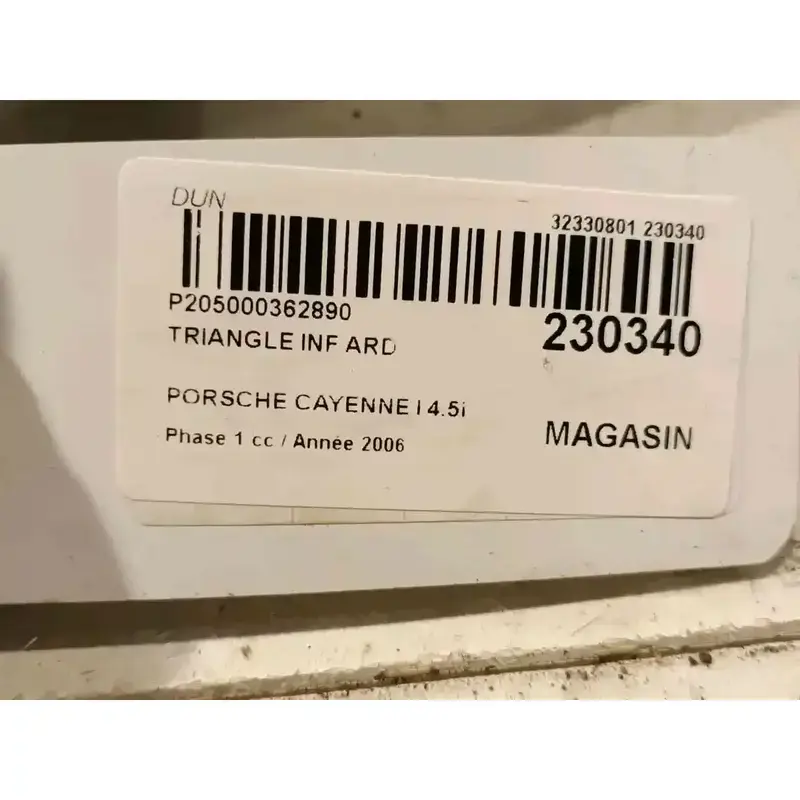 DUN
32330801 230340
P205000362890
230340
TRIANGLE INF ARD
PORSCHE CAYENNE I 4.5i
MAGASIN
Phase 1 cc / Année 2006